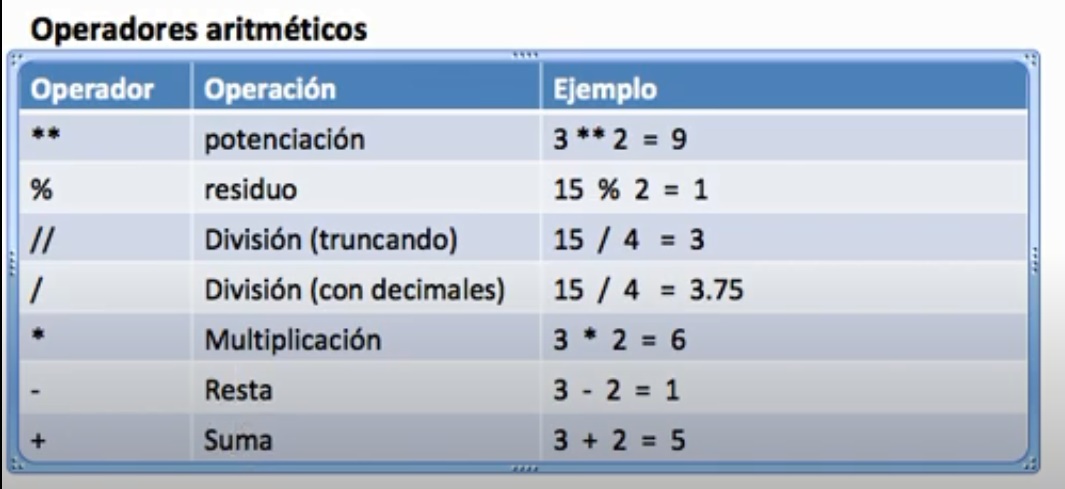 Operadores aritméticos
Operador Operación Ejemplo
** potenciación 3 ** 2 = 9
% residuo 15 % 2 = 1
// División (truncando) 15 / 4 = 3
/ División (con decimales) 15 / 4 = 3.75
* Multiplicación 3 * 2 = 6
- Resta 3 - 2 = 1
+ Suma 3 + 2 = 5